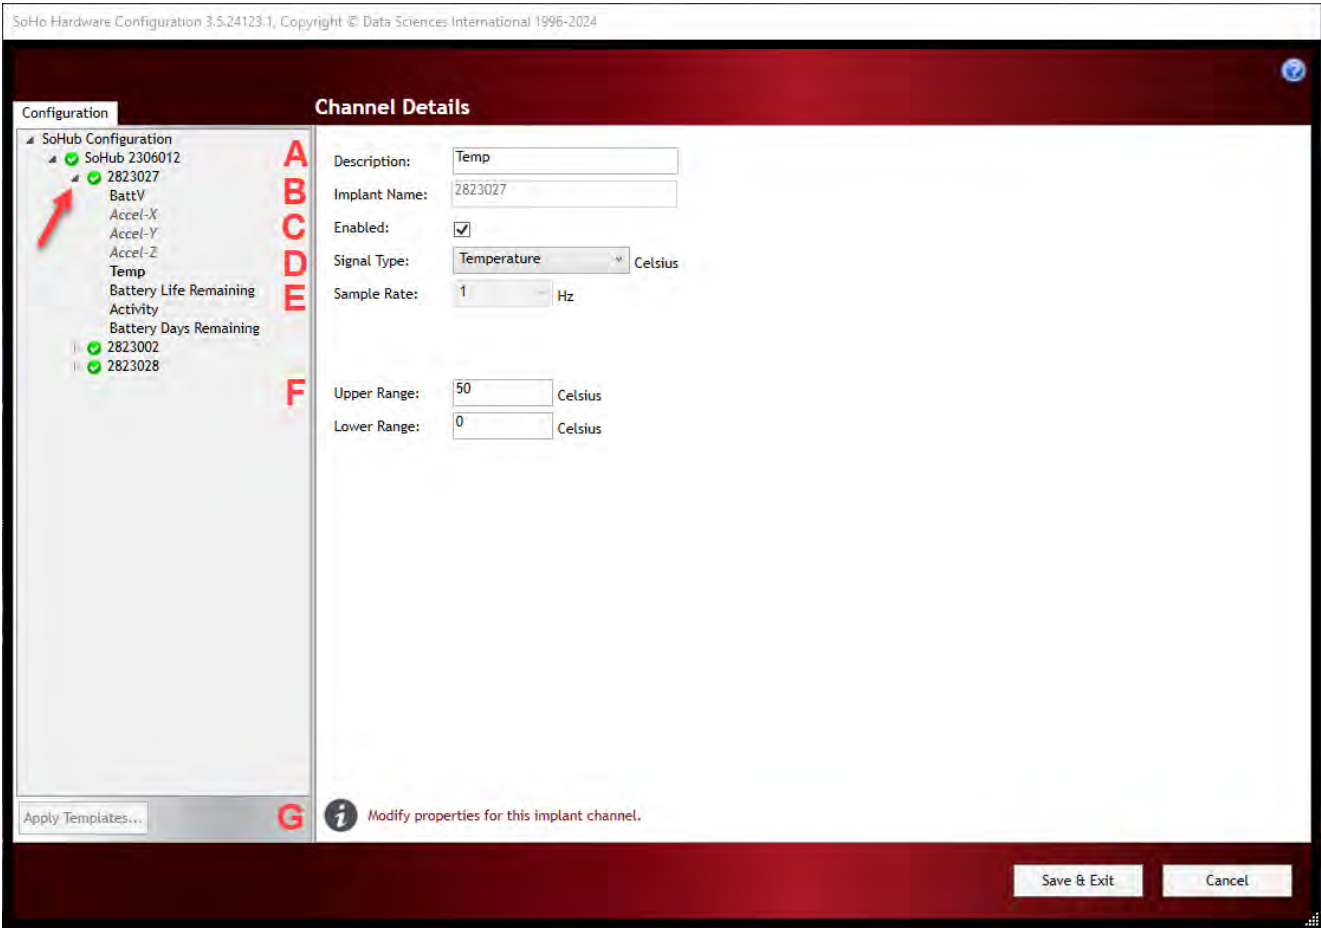 SoHo Hardware Configuration 3.5.24123.1, Copyright © Data Sciences International 1996-2024
?
Configuration
Channel Details
SoHub Configuration
SoHub 2306012
2823027
BattV
Accel-X
Accel-Y
Accel-Z
Temp
Battery Life Remaining
Activity
Battery Days Remaining
2823002
2823028
A
Description: Temp
B
Implant Name: 2823027
C
Enabled:
D
Signal Type: Temperature Celsius
E
Sample Rate: 1 Hz
F
Upper Range: 50 Celsius
Lower Range: 0 Celsius
Apply Templates...
G
i Modify properties for this implant channel.
Save & Exit
Cancel